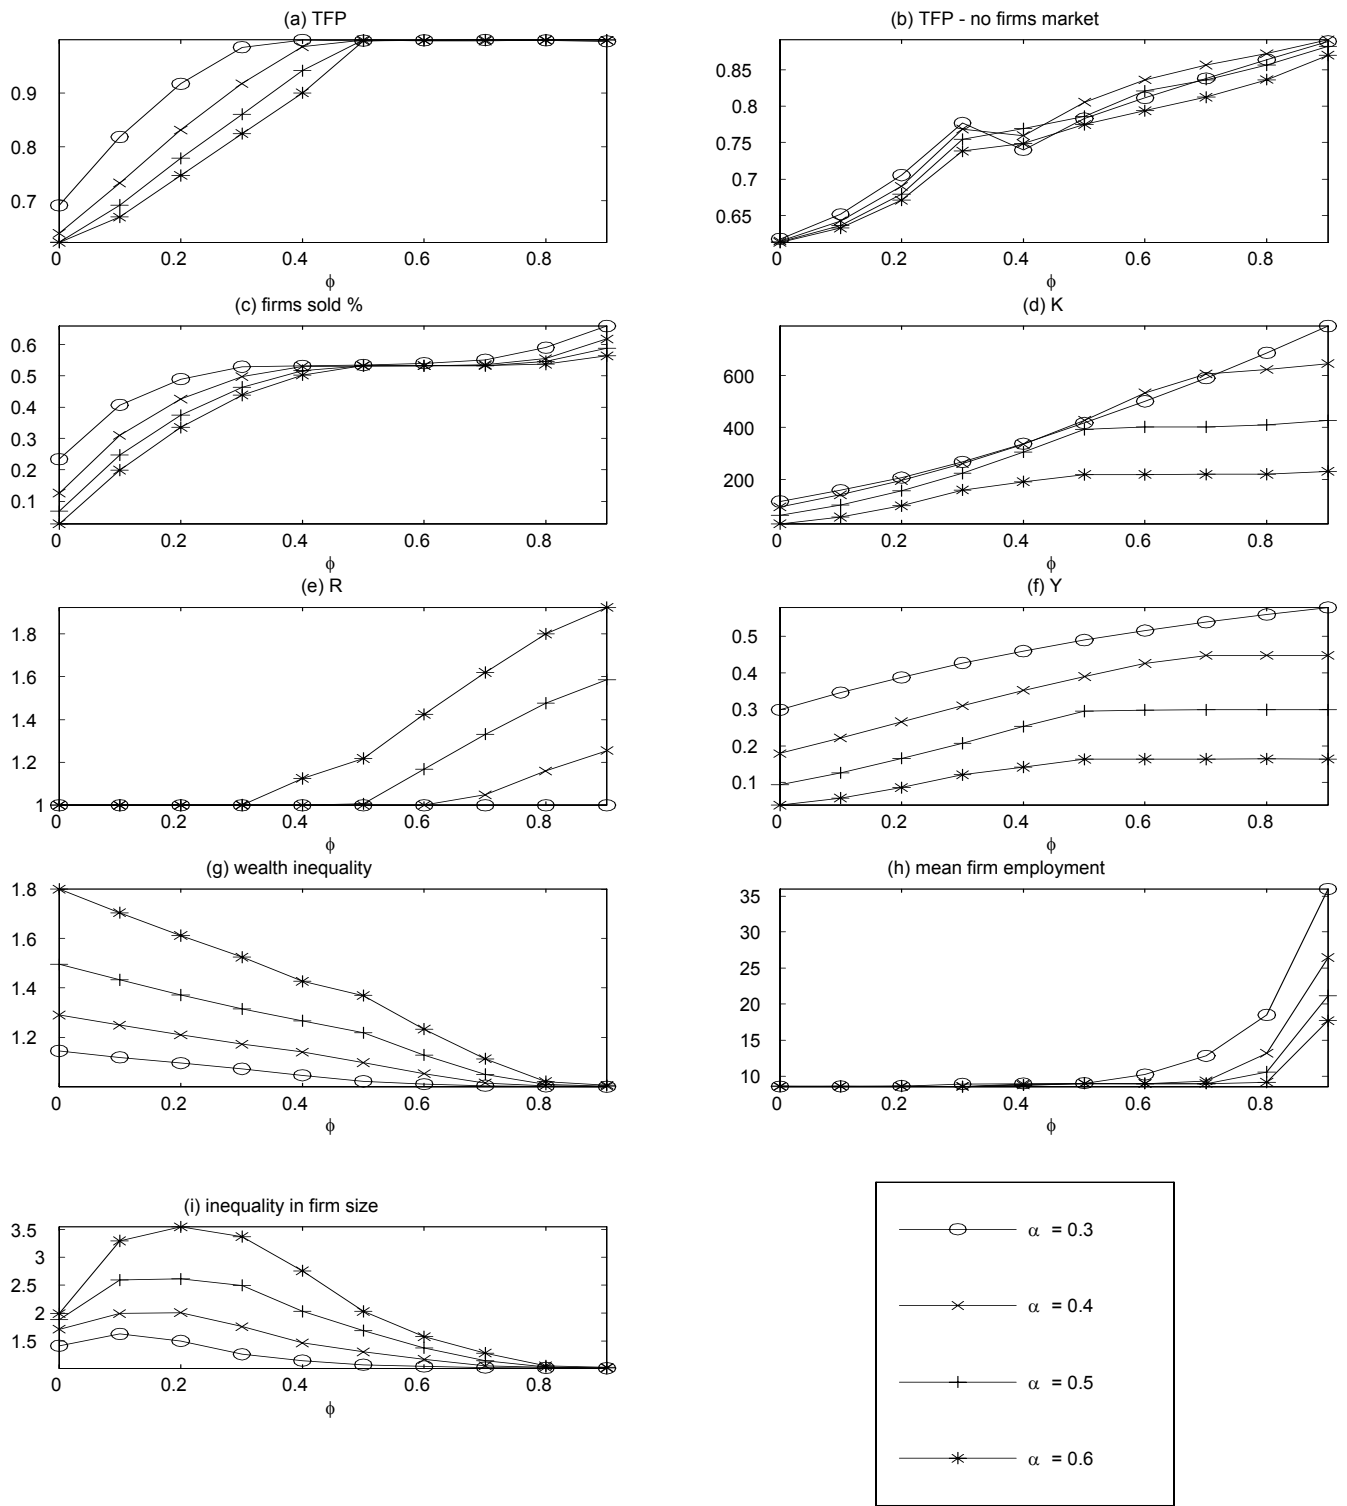 (a) TFP
0.9
0.8
0.7
0 0.2 0.4 0.6 0.8
ϕ
(b) TFP - no firms market
0.85
0.8
0.75
0.7
0.65
0 0.2 0.4 0.6 0.8
ϕ
(c) firms sold %
0.6
0.5
0.4
0.3
0.2
0.1
0 0.2 0.4 0.6 0.8
ϕ
(d) K
600
400
200
0 0.2 0.4 0.6 0.8
ϕ
(e) R
1.8
1.6
1.4
1.2
1
0 0.2 0.4 0.6 0.8
ϕ
(f) Y
0.5
0.4
0.3
0.2
0.1
0 0.2 0.4 0.6 0.8
ϕ
(g) wealth inequality
1.8
1.6
1.4
1.2
0 0.2 0.4 0.6 0.8
ϕ
(h) mean firm employment
35
30
25
20
15
10
0 0.2 0.4 0.6 0.8
ϕ
(i) inequality in firm size
3.5
3
2.5
2
1.5
0 0.2 0.4 0.6 0.8
ϕ
α = 0.3
α = 0.4
α = 0.5
α = 0.6